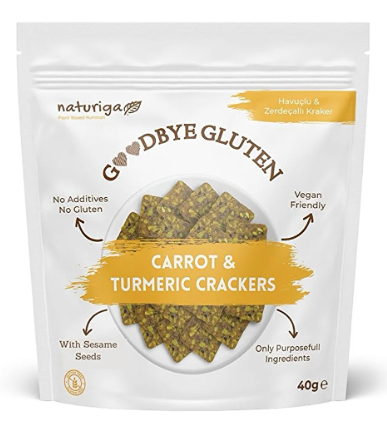 naturiga
Plant Based Nutrition
Havuçlu &
Zerdeçallı Kraker
GOODBYE GLUTEN
No Additives
No Gluten
Vegan
Friendly
CARROT &
TURMERIC CRACKERS
With Sesame
Seeds
Only Purposefull
Ingredients
40g e